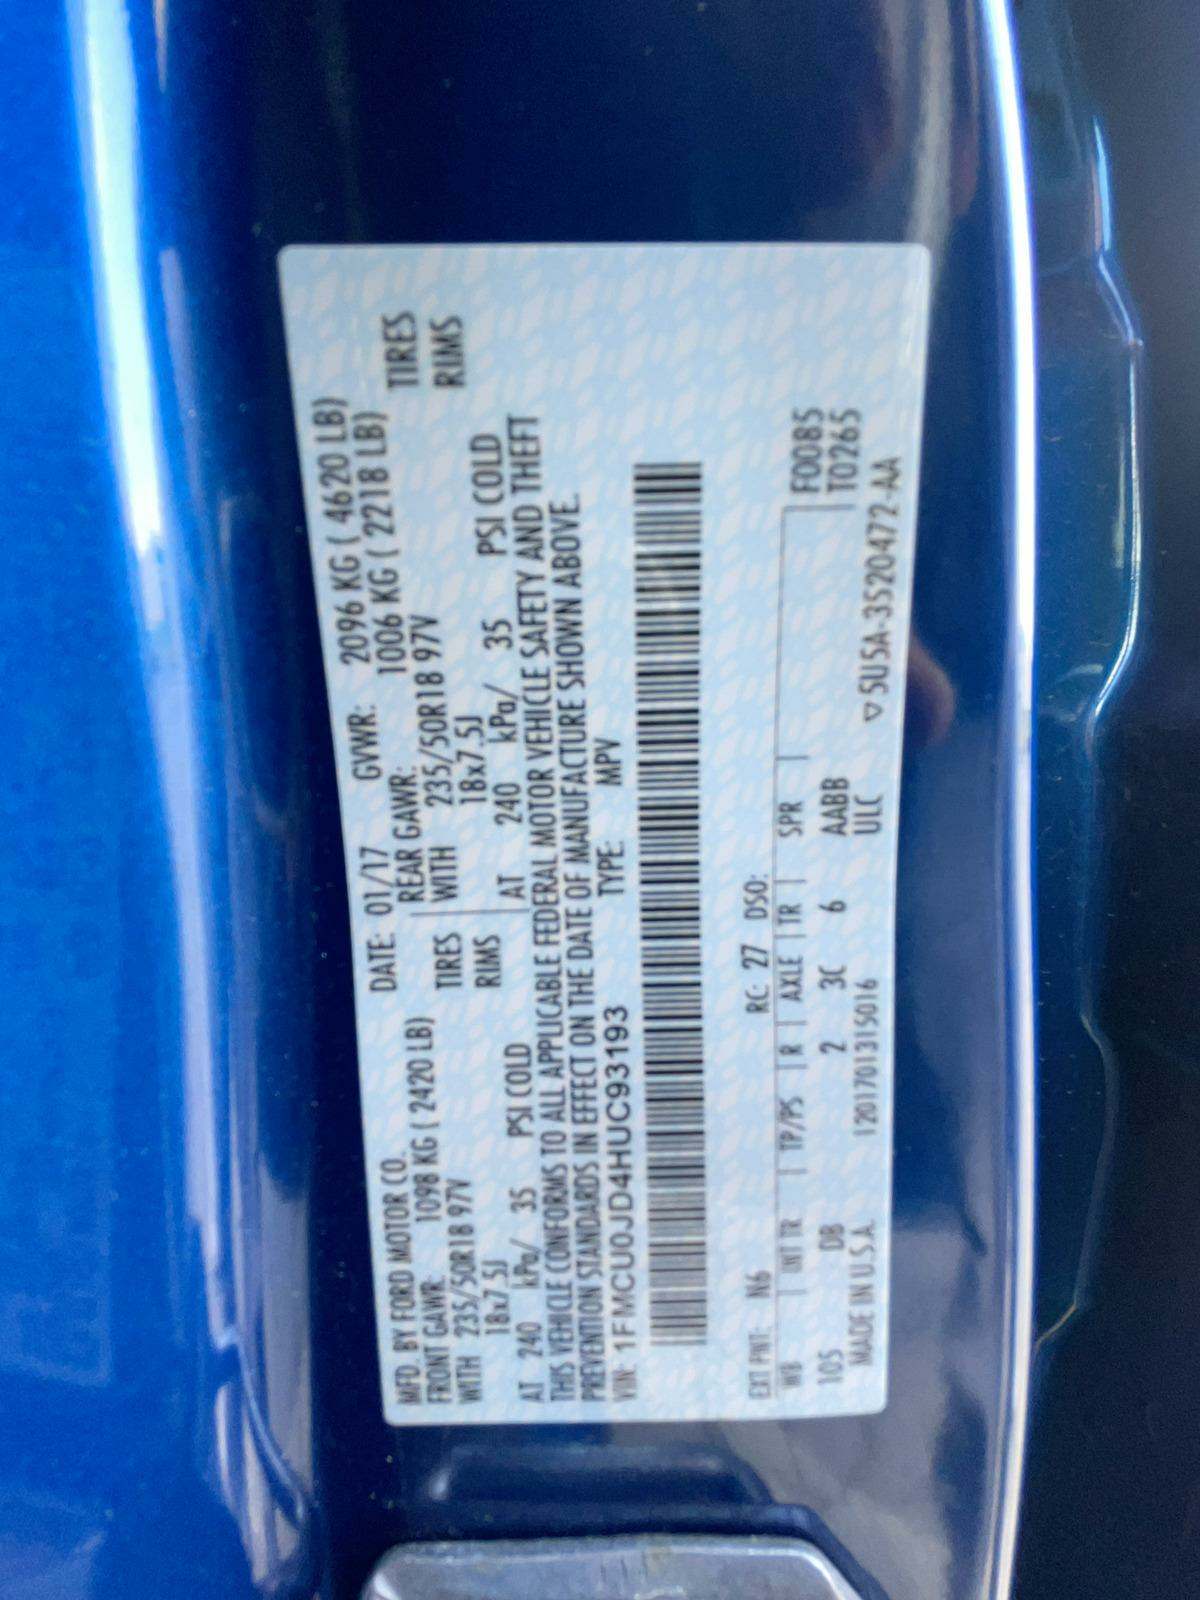 MFD. BY FORD MOTOR CO.
DATE: 01/17 GVWR: 2096 KG ( 4620 LB)
FRONT GAWR: 1098 KG ( 2420 LB) REAR GAWR: 1006 KG ( 2218 LB)
WITH 235/50R18 97V TIRES WITH 235/50R18 97V TIRES
18x7.5J RIMS 18x7.5J RIMS
AT 240 kPa/ 35 PSI COLD AT 240 kPa/ 35 PSI COLD
THIS VEHICLE CONFORMS TO ALL APPLICABLE FEDERAL MOTOR VEHICLE SAFETY AND THEFT
PREVENTION STANDARDS IN EFFECT ON THE DATE OF MANUFACTURE SHOWN ABOVE.
VIN: 1FMCU0JD4HUC93193 TYPE: MPV
EXT PNT: N6 RC: 27 DSO:
WB | INT TR | TP/PS | R | AXLE | TR | SPR | F0085
105 DB 2 3C 6 AABB T0265
MADE IN U.S.A. 1201701315016 ULC ▽5U5A-3520472-AA